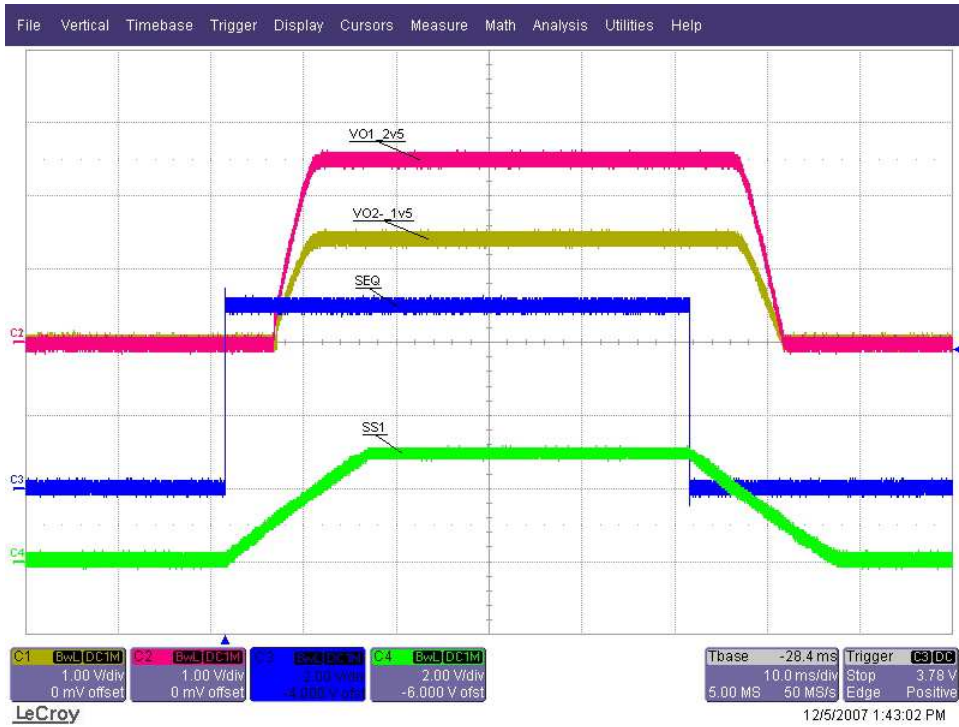 File Vertical Timebase Trigger Display Cursors Measure Math Analysis Utilities Help
VO1_2v5
VO2-_1v5
SEQ
C2
SS1
C3
C4
C1 BwL DC1M
1.00 V/div
0 mV offset
C2 BwL DC1M
1.00 V/div
0 mV offset
C3 BwL DC1M
2.00 V/div
-4.000 V ofst
C4 BwL DC1M
2.00 V/div
-6.000 V ofst
Tbase -28.4 ms
10.0 ms/div
5.00 MS 50 MS/s
Trigger C3 DC
Stop 3.78 V
Edge Positive
LeCroy
12/5/2007 1:43:02 PM